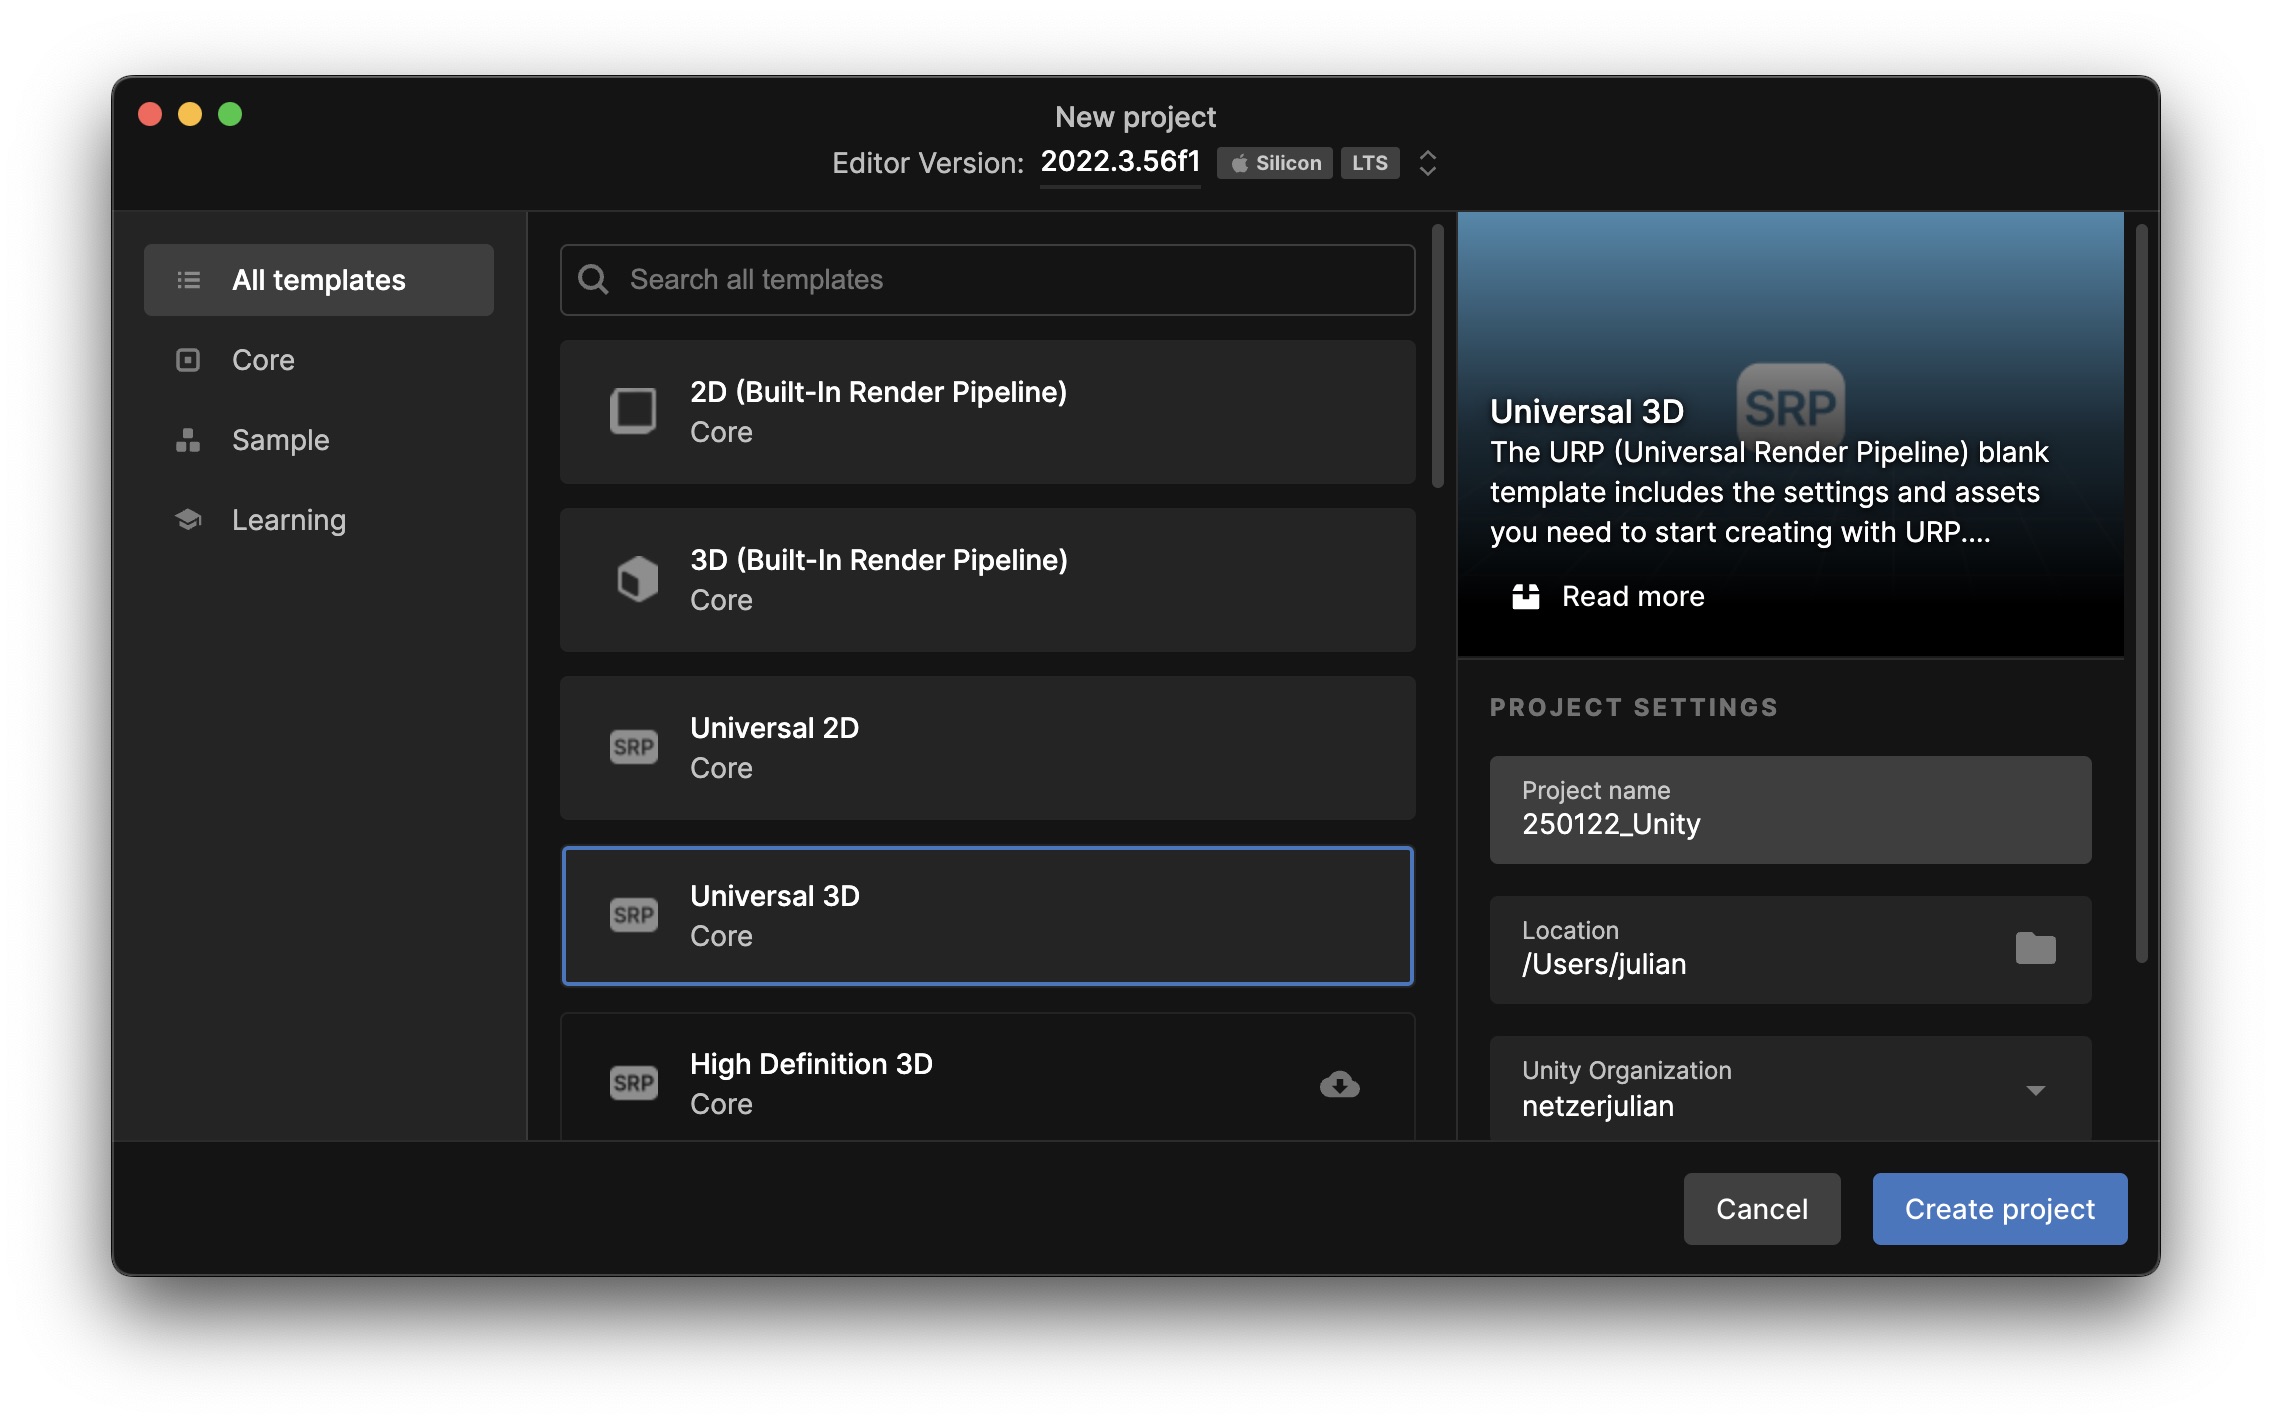 New project
Editor Version: 2022.3.56f1 Silicon LTS
All templates
Core
Sample
Learning
Search all templates
2D (Built-In Render Pipeline)
Core
3D (Built-In Render Pipeline)
Core
SRP
Universal 2D
Core
SRP
Universal 3D
Core
SRP
High Definition 3D
Core
SRP
Universal 3D
The URP (Universal Render Pipeline) blank
template includes the settings and assets
you need to start creating with URP....
Read more
PROJECT SETTINGS
Project name
250122_Unity
Location
/Users/julian
Unity Organization
netzerjulian
Cancel
Create project